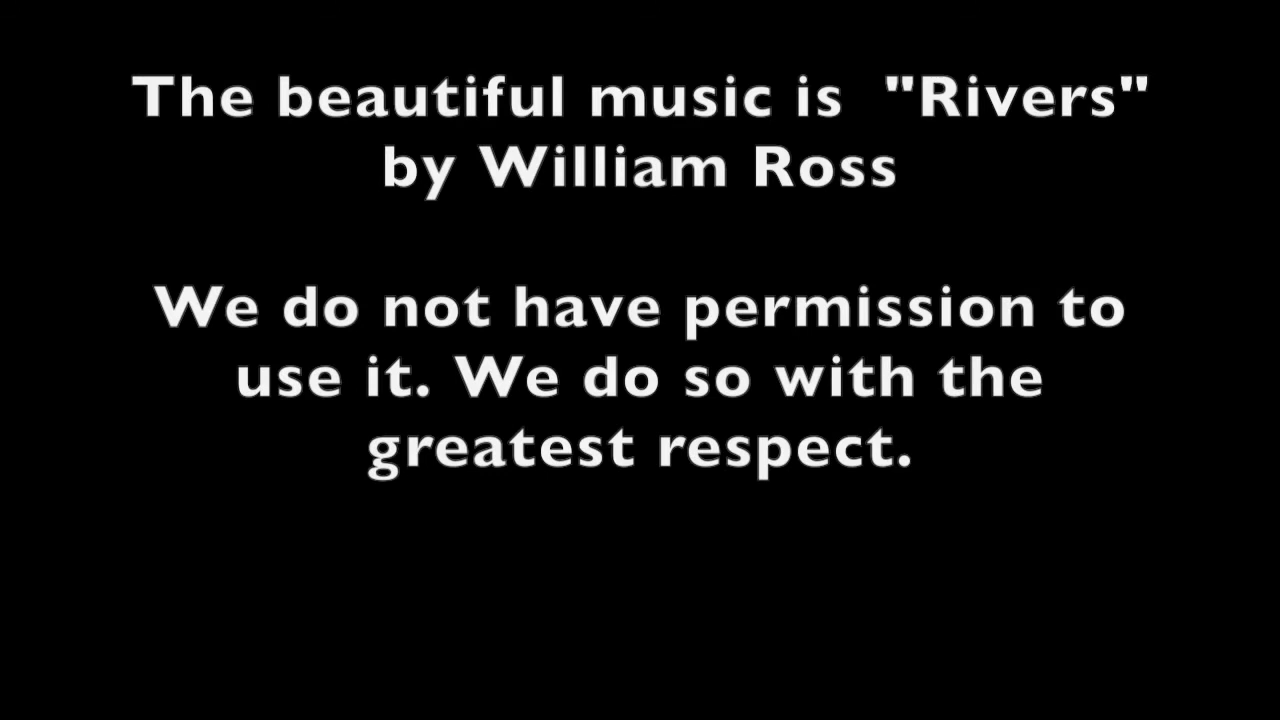 The beautiful music is  "Rivers"
by William Ross
We do not have permission to
use it. We do so with the
greatest respect.